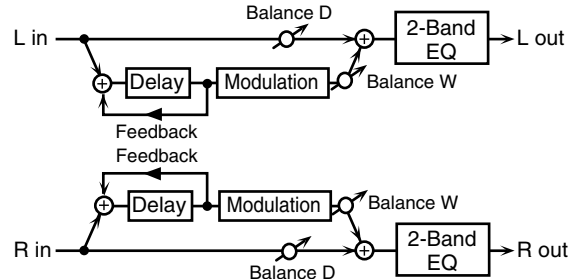 Balance D
L in
2-Band
EQ
L out
Delay
Modulation
Balance W
Feedback
Feedback
Delay
Modulation
Balance W
R in
2-Band
EQ
R out
Balance D